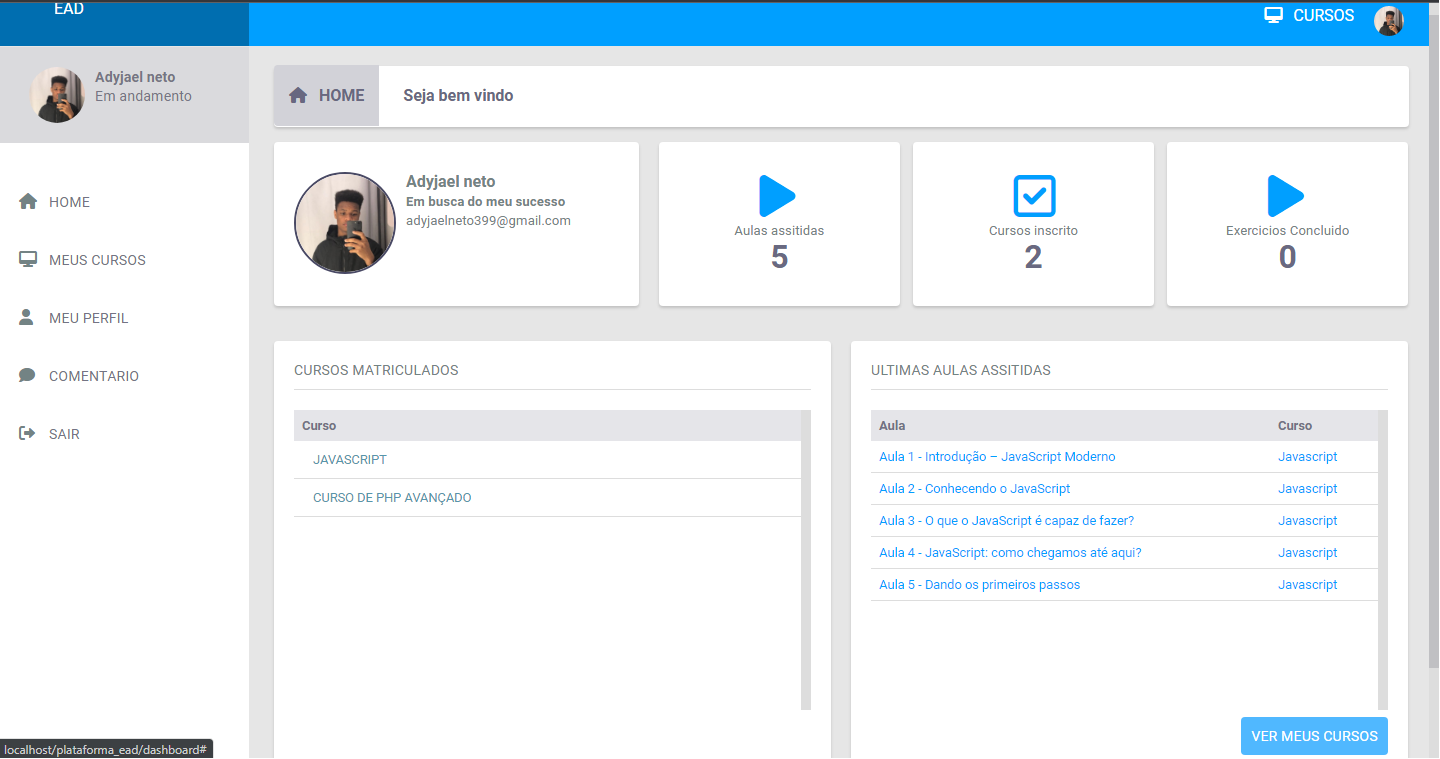 EAD
CURSOS
Adyjael neto
Em andamento
HOME
Seja bem vindo
HOME
MEUS CURSOS
MEU PERFIL
COMENTARIO
SAIR
Adyjael neto
Em busca do meu sucesso
adyjaelneto399@gmail.com
Aulas assitidas
5
Cursos inscrito
2
Exercicios Concluido
0
CURSOS MATRICULADOS
Curso
JAVASCRIPT
CURSO DE PHP AVANÇADO
ULTIMAS AULAS ASSITIDAS
Aula Curso
Aula 1 - Introdução – JavaScript Moderno Javascript
Aula 2 - Conhecendo o JavaScript Javascript
Aula 3 - O que o JavaScript é capaz de fazer? Javascript
Aula 4 - JavaScript: como chegamos até aqui? Javascript
Aula 5 - Dando os primeiros passos Javascript
VER MEUS CURSOS
localhost/plataforma_ead/dashboard#